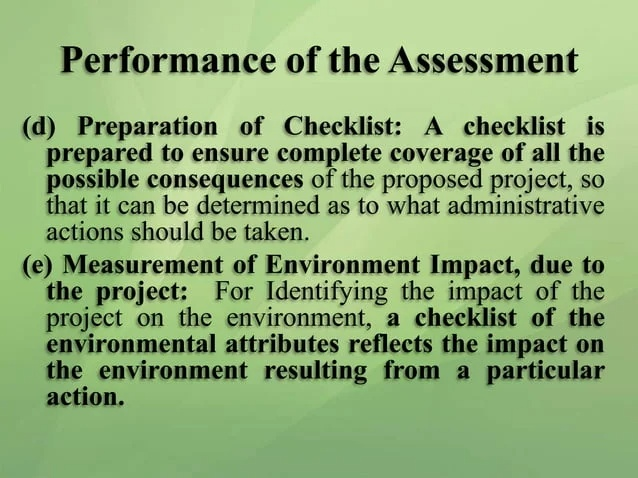 Performance of the Assessment
(d) Preparation of Checklist: A checklist is
prepared to ensure complete coverage of all the
possible consequences of the proposed project, so
that it can be determined as to what administrative
actions should be taken.
(e) Measurement of Environment Impact, due to
the project: For Identifying the impact of the
project on the environment, a checklist of the
environmental attributes reflects the impact on
the environment resulting from a particular
action.